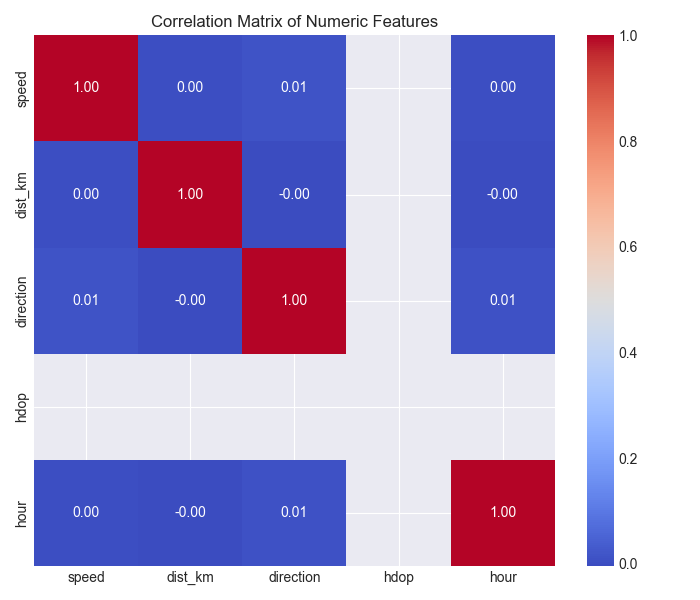 Correlation Matrix of Numeric Features
speed 1.00 0.00 0.01 0.00
dist_km 0.00 1.00 -0.00 -0.00
direction 0.01 -0.00 1.00 0.01
hdop
hour 0.00 -0.00 0.01 1.00
speed dist_km direction hdop hour
1.0
0.8
0.6
0.4
0.2
0.0